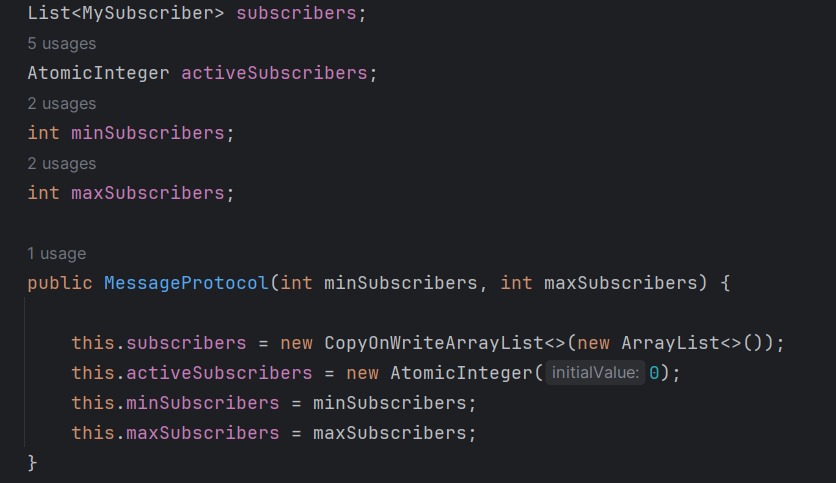 List<MySubscriber> subscribers;
5 usages
AtomicInteger activeSubscribers;
2 usages
int minSubscribers;
2 usages
int maxSubscribers;
1 usage
public MessageProtocol(int minSubscribers, int maxSubscribers) {
this.subscribers = new CopyOnWriteArrayList<>(new ArrayList<>());
this.activeSubscribers = new AtomicInteger( initialValue: 0);
this.minSubscribers = minSubscribers;
this.maxSubscribers = maxSubscribers;
}